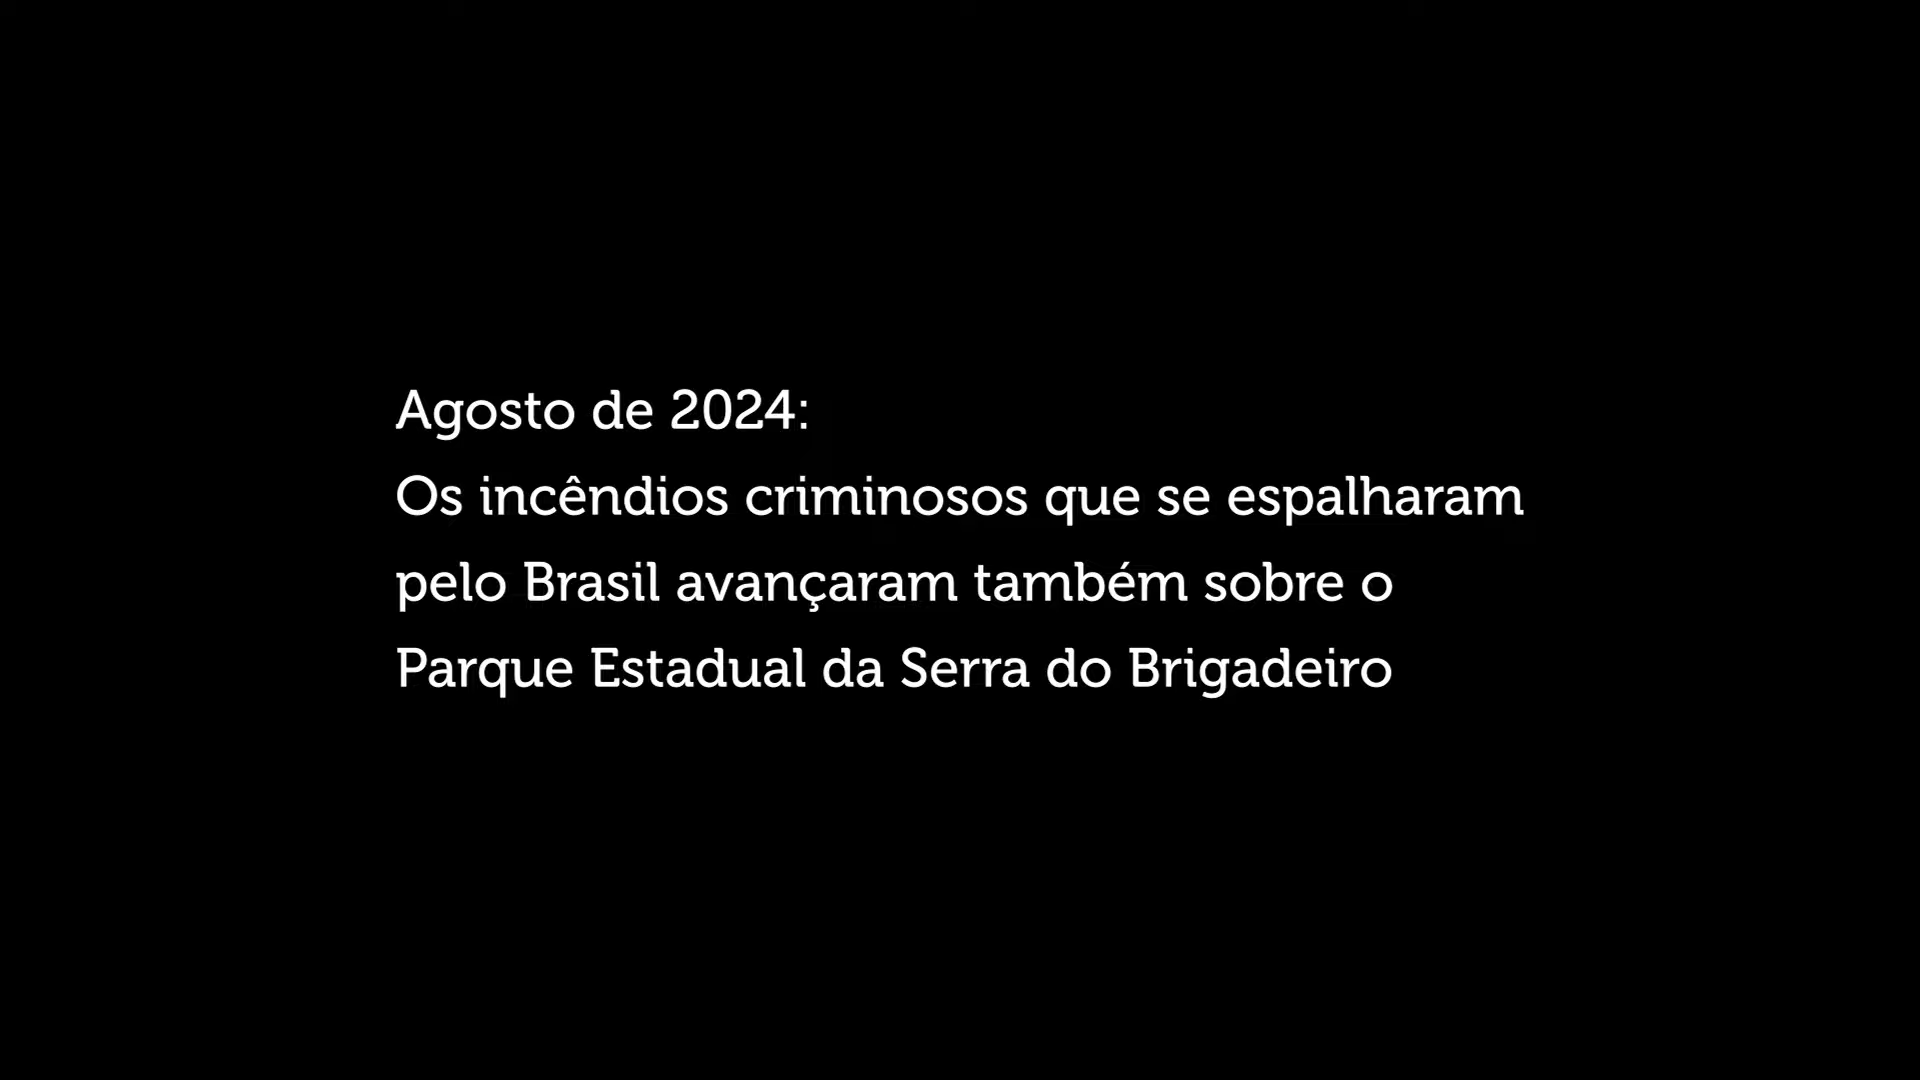 Agosto de 2024:
Os incêndios criminosos que se espalharam
pelo Brasil avançaram também sobre o
Parque Estadual da Serra do Brigadeiro